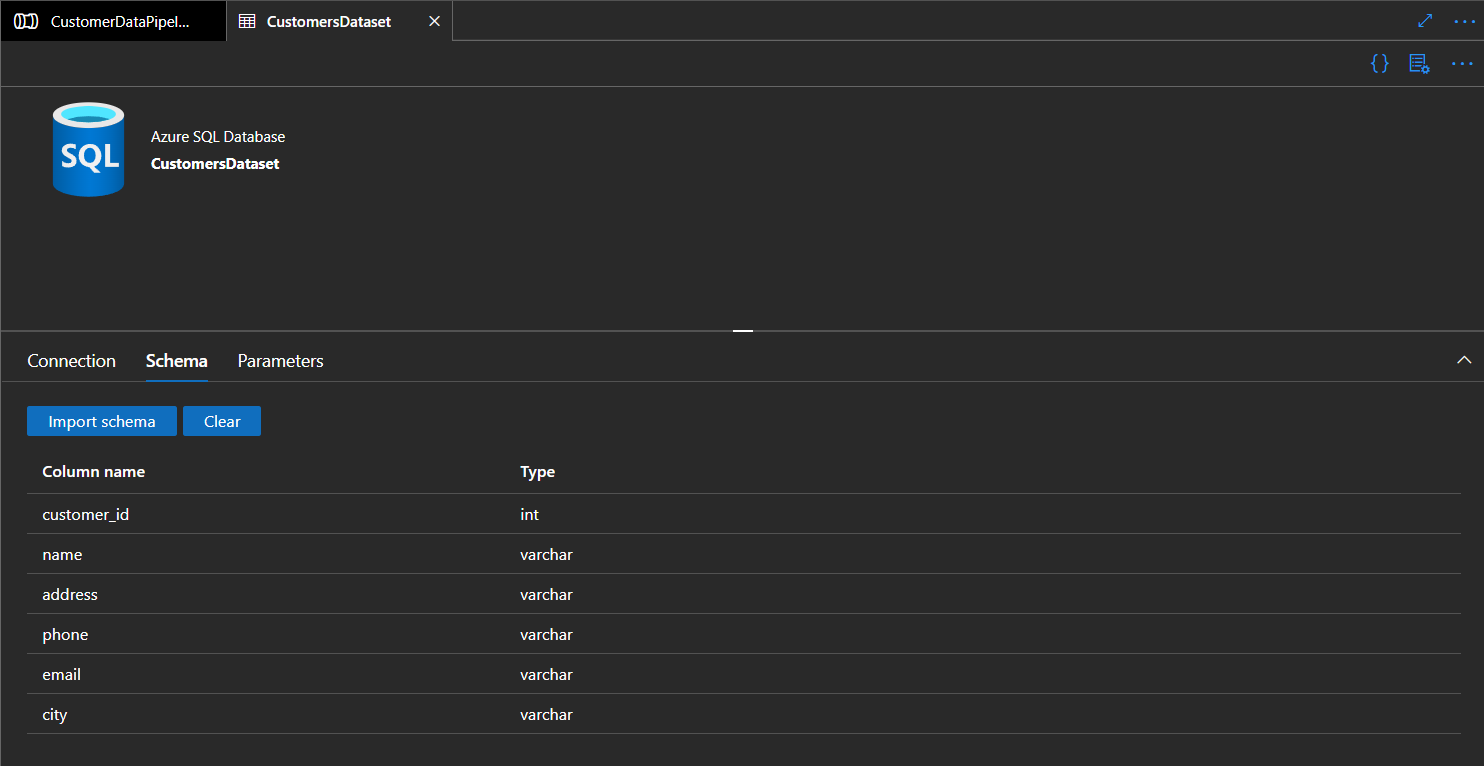 CustomerDataPipel...
CustomersDataset
SQL
Azure SQL Database
CustomersDataset
Connection Schema Parameters
Import schema Clear
Column name Type
customer_id int
name varchar
address varchar
phone varchar
email varchar
city varchar